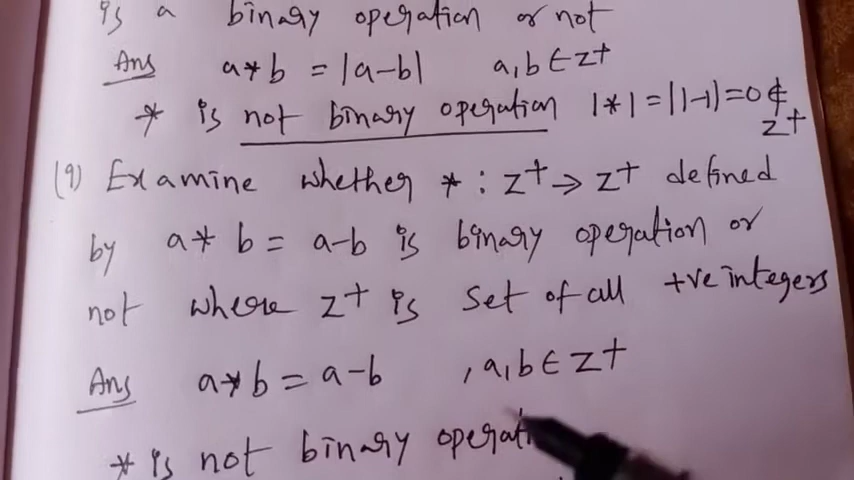 is a binary operation or not
Ans a*b = |a-b| a,b ∈ z+
* is not binary operation 1*1 = |1-1| = 0 ∉ z+
(9) Examine whether * : z+ → z+ defined
by a* b = a-b is binary operation or
not where z+ is set of all +ve integers
Ans a*b = a-b , a,b ∈ z+
* is not binary